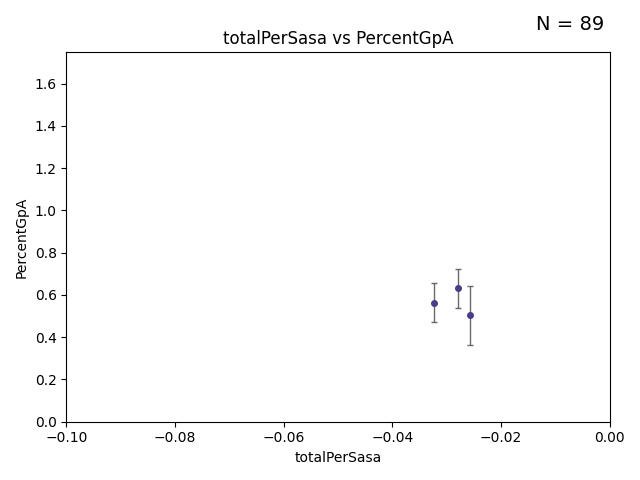 N = 89
totalPerSasa vs PercentGpA
1.6
1.4
1.2
1.0
0.8
0.6
0.4
0.2
0.0
PercentGpA
−0.10 −0.08 −0.06 −0.04 −0.02 0.00
totalPerSasa